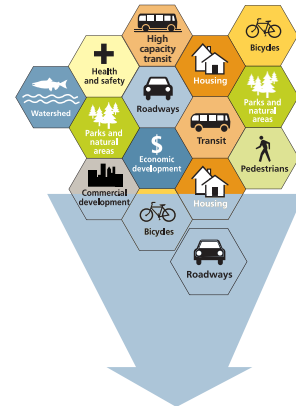 High
capacity
transit
Bicycles
Health
and safety
Housing
Roadways
Watershed
Parks and
natural
areas
Parks and
natural
areas
Transit
$
Economic
development
Pedestrians
Commercial
development
Housing
Bicycles
Roadways